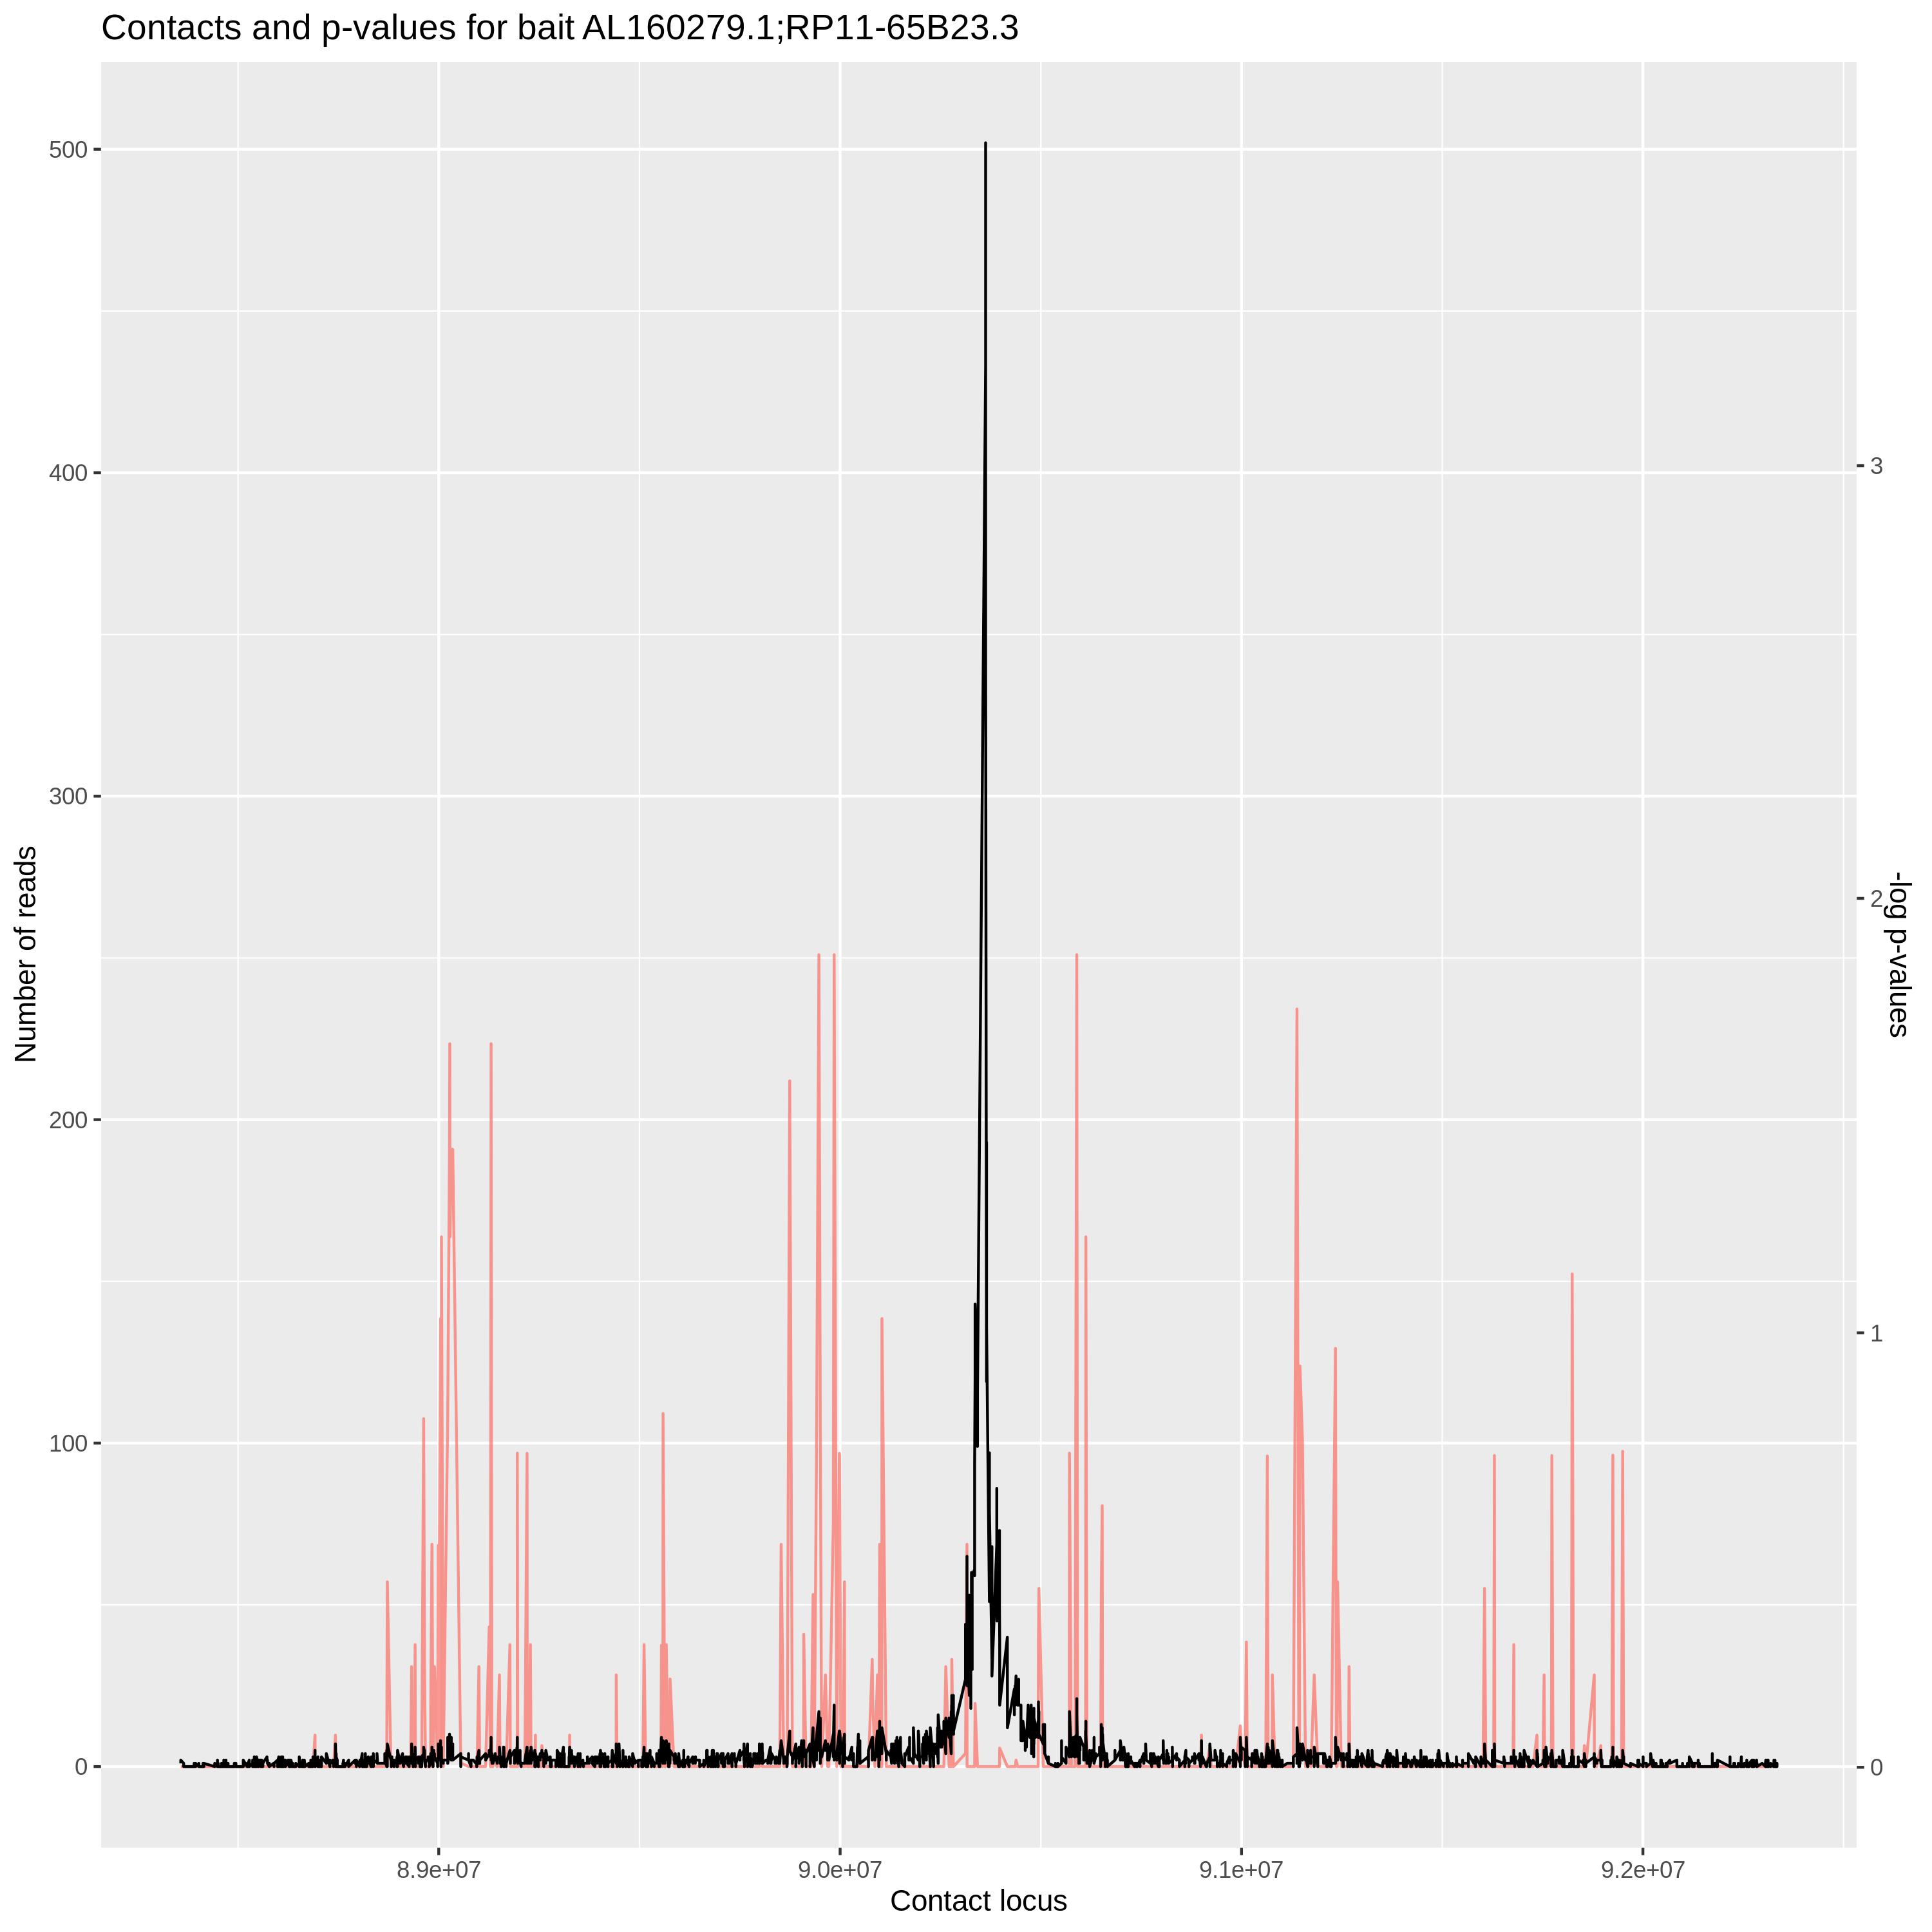 Contacts and p-values for bait AL160279.1;RP11-65B23.3
500
400
300
200
100
0
Number of reads
3
2
1
0
-log p-values
8.9e+07 9.0e+07 9.1e+07 9.2e+07
Contact locus